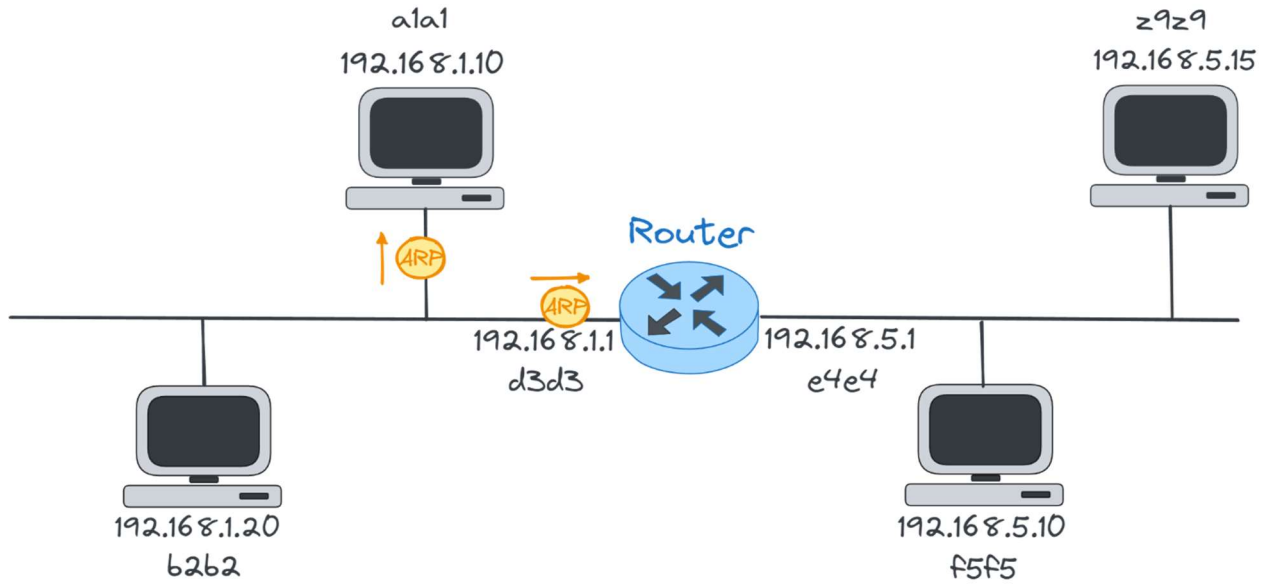 a1a1
192.168.1.10
z9z9
192.168.5.15
Router
ARP
ARP
192.168.1.1
d3d3
192.168.5.1
e4e4
192.168.1.20
b2b2
192.168.5.10
f5f5